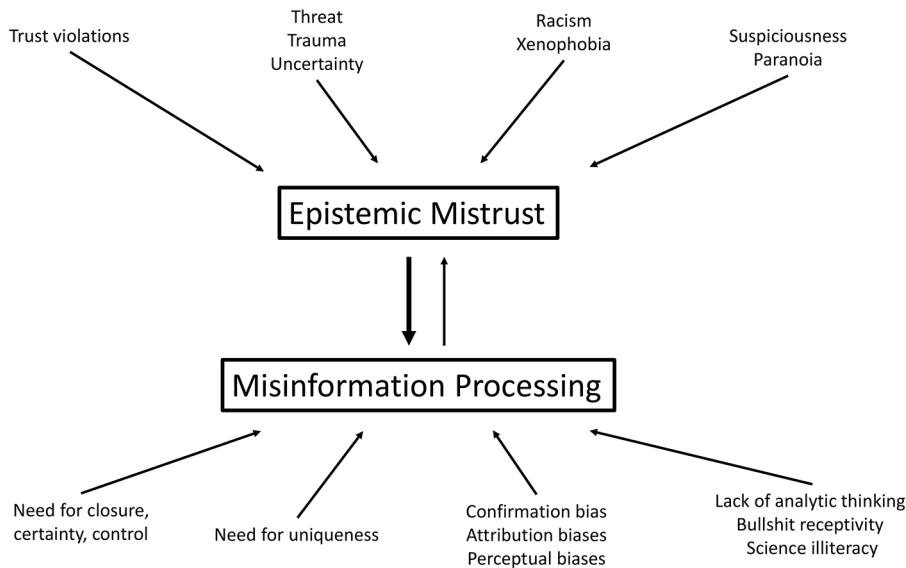 Trust violations
Threat
Trauma
Uncertainty
Racism
Xenophobia
Suspiciousness
Paranoia
Epistemic Mistrust
Misinformation Processing
Need for closure,
certainty, control
Need for uniqueness
Confirmation bias
Attribution biases
Perceptual biases
Lack of analytic thinking
Bullshit receptivity
Science illiteracy